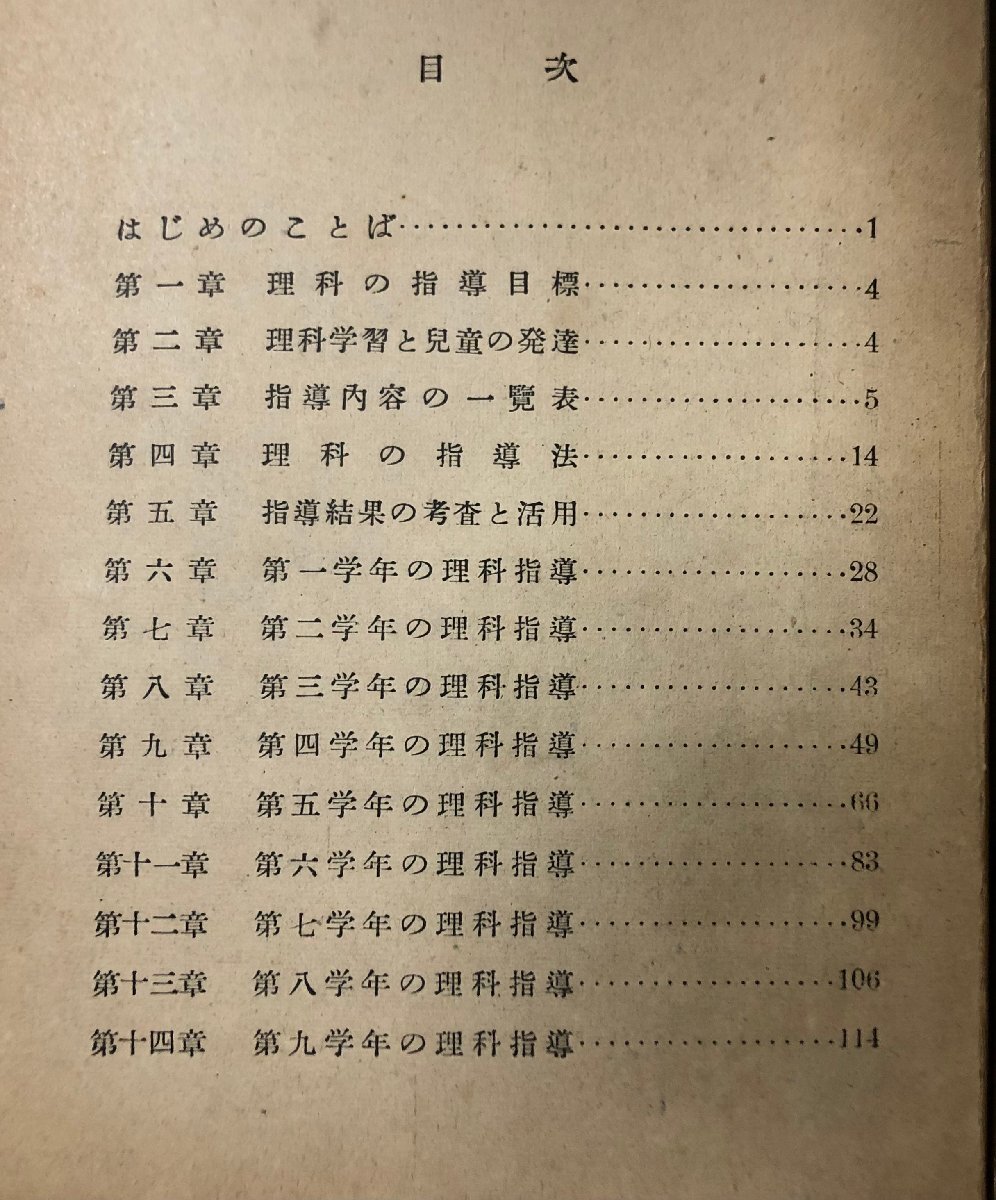 目次
はじめのことば‥‥‥‥‥‥‥‥‥‥‥‥‥‥‥‥1
第一章 理科の指導目標‥‥‥‥‥‥‥‥‥‥4
第二章 理科学習と兒童の発達‥‥‥‥‥‥‥‥‥‥4
第三章 指導內容の一覽表‥‥‥‥‥‥‥‥‥‥5
第四章 理科の指導法‥‥‥‥‥‥‥‥‥‥14
第五章 指導結果の考査と活用‥‥‥‥‥‥‥‥‥‥22
第六章 第一学年の理科指導‥‥‥‥‥‥‥‥‥‥28
第七章 第二学年の理科指導‥‥‥‥‥‥‥‥‥‥34
第八章 第三学年の理科指導‥‥‥‥‥‥‥‥‥‥43
第九章 第四学年の理科指導‥‥‥‥‥‥‥‥‥‥49
第十章 第五学年の理科指導‥‥‥‥‥‥‥‥‥‥66
第十一章 第六学年の理科指導‥‥‥‥‥‥‥‥‥‥83
第十二章 第七学年の理科指導‥‥‥‥‥‥‥‥‥‥99
第十三章 第八学年の理科指導‥‥‥‥‥‥‥‥‥‥106
第十四章 第九学年の理科指導‥‥‥‥‥‥‥‥‥‥114